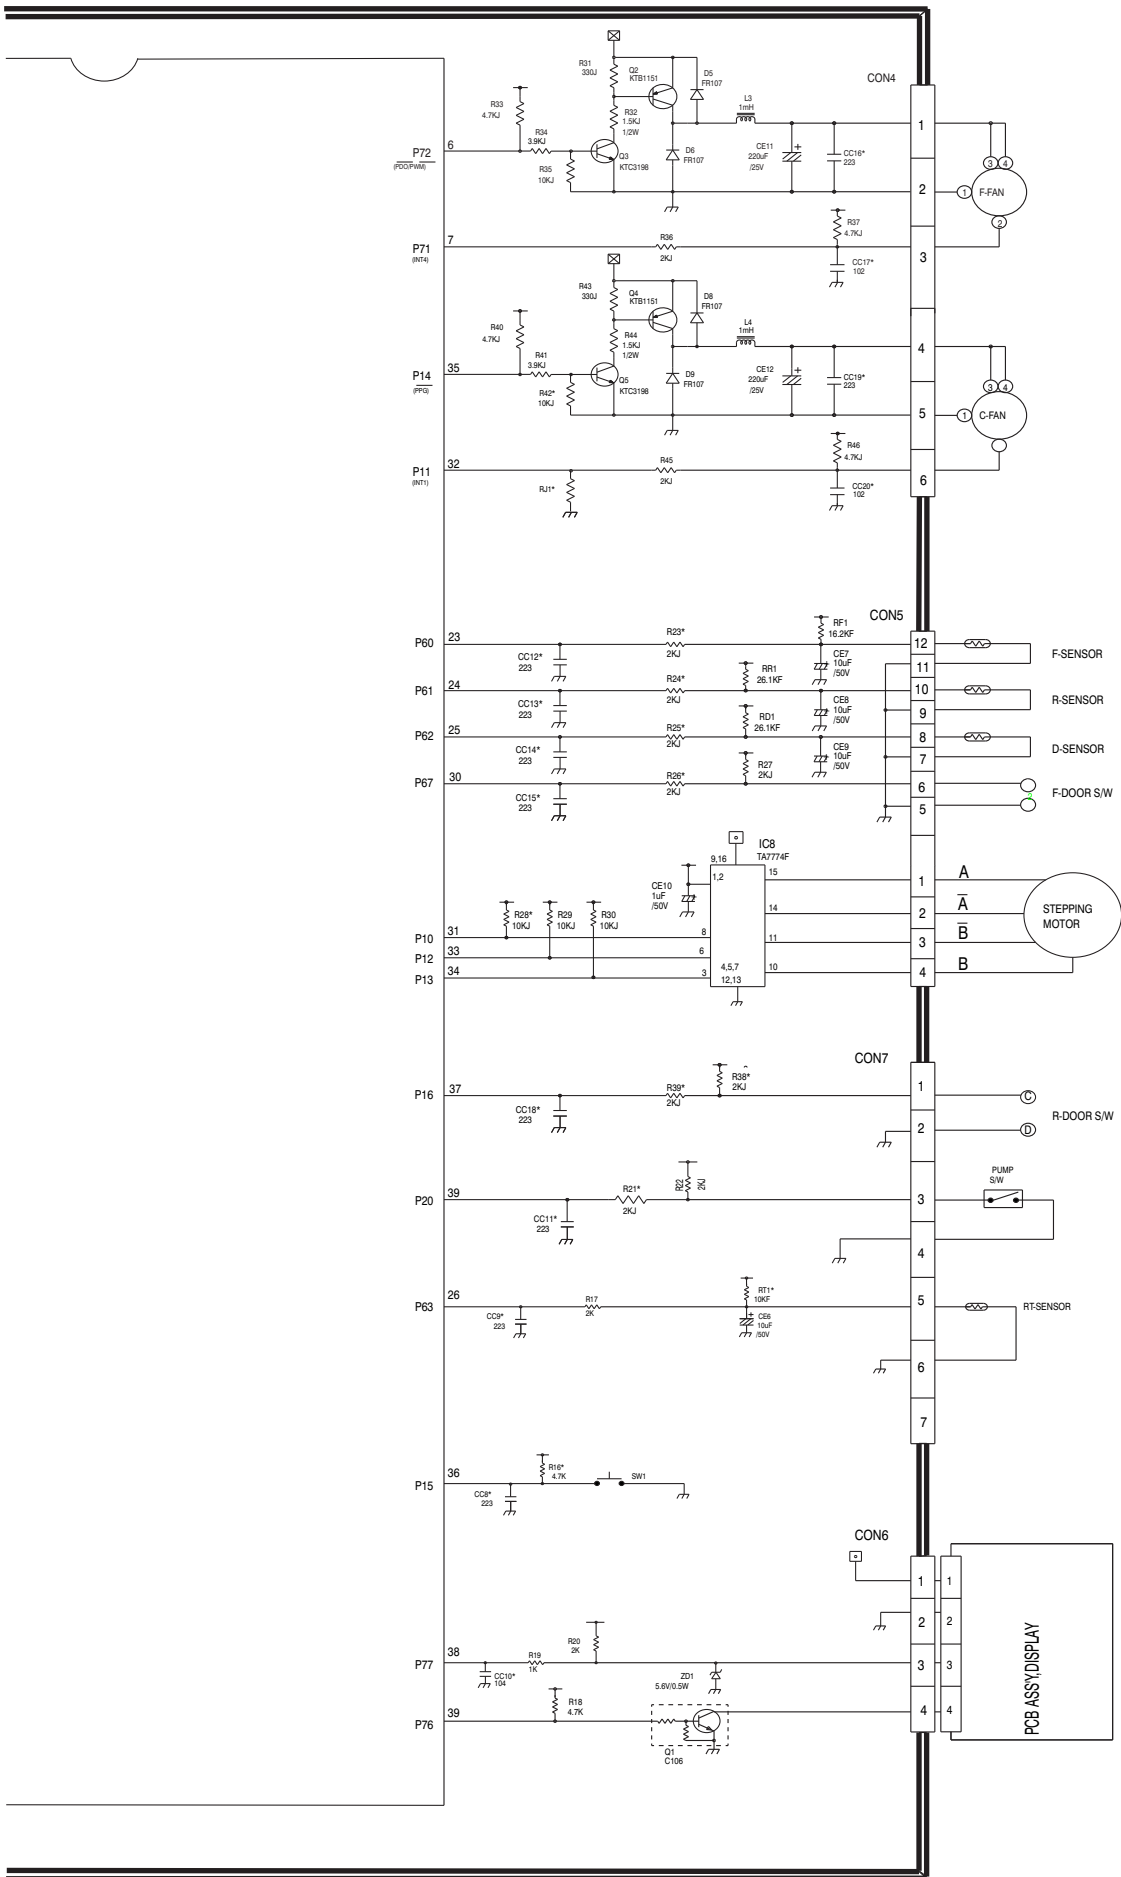 R31
330J
Q2
KTB1151
D5
FR107
CON4
R33
4.7KJ
L3
1mH
R32
1.5KJ
1/2W
1
P72
(PDO/PWM)
6
R34
3.9KJ
Q3
KTC3198
D6
FR107
CE11
220uF
/25V
+
CC16*
223
3
4
R35
10KJ
2
1
F-FAN
2
R37
4.7KJ
P71
(INT4)
7
R36
2KJ
3
CC17*
102
R43
330J
Q4
KTB1151
D8
FR107
R40
4.7KJ
L4
1mH
R44
1.5KJ
1/2W
4
P14
(PPG)
35
R41
3.9KJ
Q5
KTC3198
D9
FR107
CE12
220uF
/25V
+
CC19*
223
3
4
R42*
10KJ
5
1
C-FAN
R46
4.7KJ
P11
(INT1)
32
R45
2KJ
6
RJ1*
CC20*
102
CON5
RF1
16.2KF
P60
23
R23*
2KJ
12
CC12*
223
CE7
10uF
/50V
F-SENSOR
11
RR1
26.1KF
P61
24
R24*
2KJ
10
CC13*
223
CE8
10uF
/50V
R-SENSOR
RD1
26.1KF
9
P62
25
R25*
2KJ
8
CC14*
223
CE9
10uF
/50V
D-SENSOR
R27
2KJ
7
P67
30
R26*
2KJ
6
F-DOOR S/W
2
CC15*
223
5
IC8
TA7774F
9,16
1,2
15
CE10
1uF
/50V
1
A
14
2
A
STEPPING
MOTOR
R28*
10KJ
R29
10KJ
R30
10KJ
P10
31
8
11
3
B
P12
33
6
P13
34
3
4,5,7
12,13
10
4
B
CON7
R38*
2KJ
P16
37
R39*
2KJ
1
C
CC18*
223
R-DOOR S/W
2
D
R22
2KJ
PUMP
S/W
P20
39
R21*
2KJ
3
CC11*
223
4
RT1*
10KF
P63
26
R17
2K
5
RT-SENSOR
CC9*
223
CE6
10uF
/50V
+
6
7
P15
36
R16*
4.7K
SW1
CC8*
223
CON6
1
1
2
2
R20
2K
P77
38
R19
1K
3
3
CC10*
104
ZD1
5.6V/0.5W
P76
39
R18
4.7K
4
4
Q1
C106
PCB ASS'Y,DISPLAY